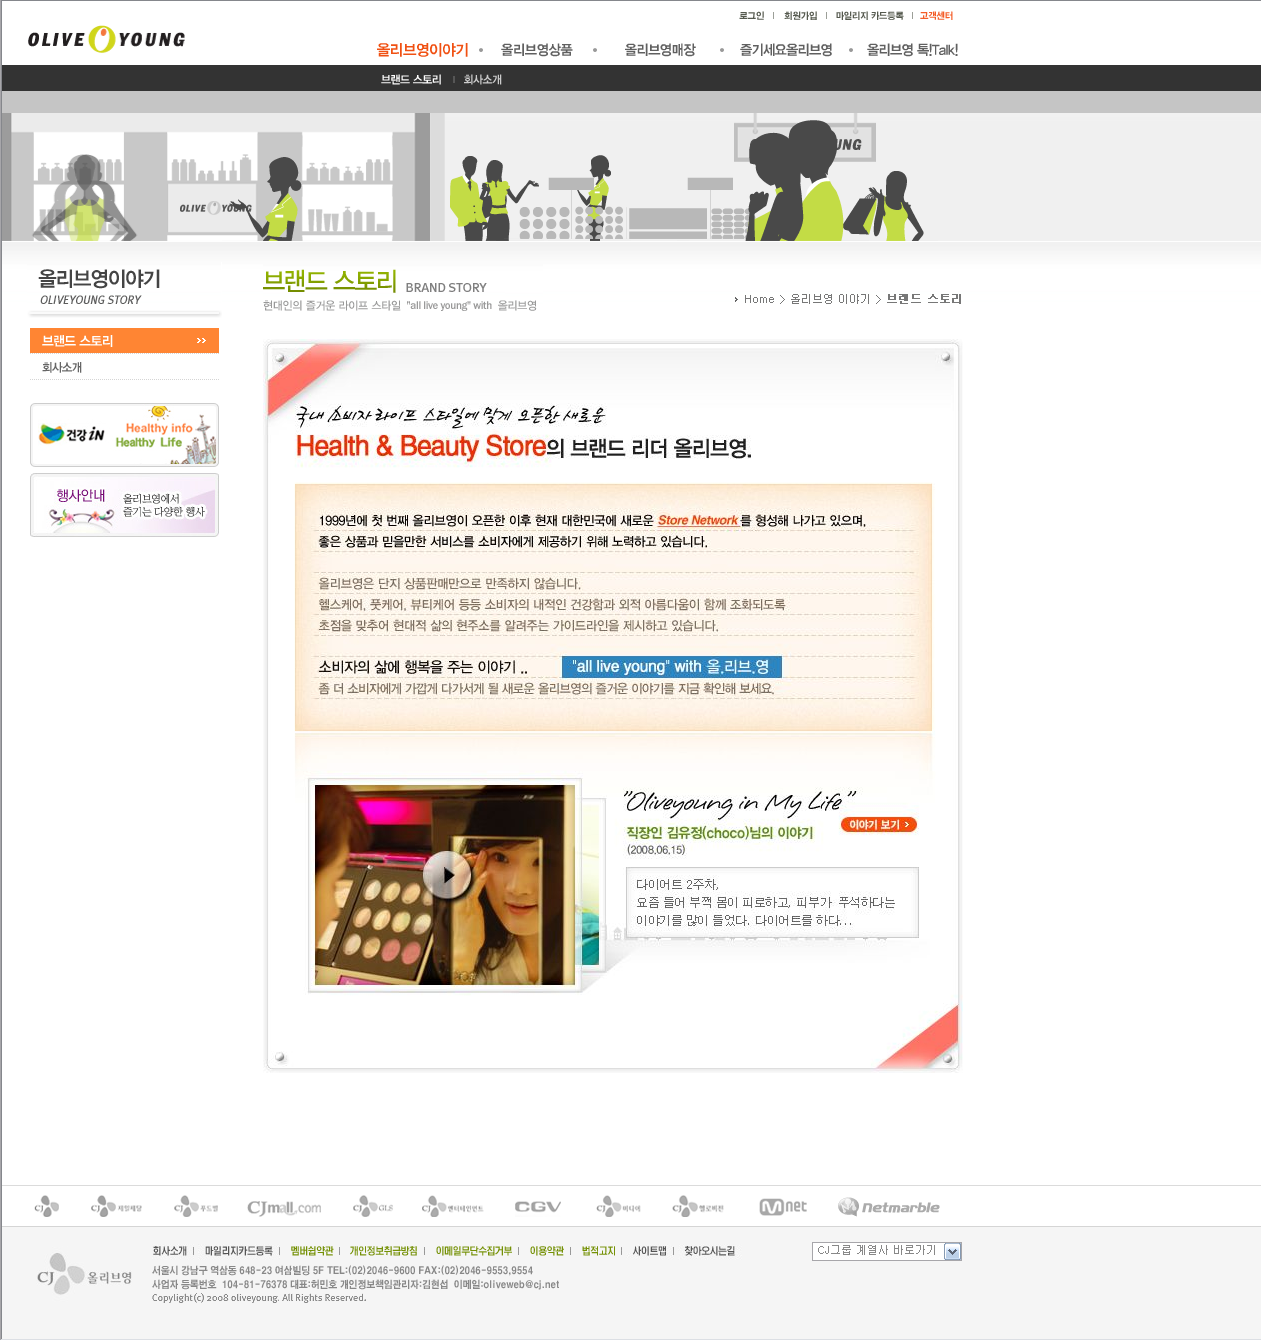 로그인 회원가입 마일리지 카드등록 고객센터
OLIVE YOUNG
올리브영이야기 올리브영상품 올리브영매장 즐기세요올리브영 올리브영 톡!Talk!
브랜드 스토리 회사소개
OLIVE YOUNG
UNG
올리브영이야기
OLIVEYOUNG STORY
브랜드 스토리
회사소개
건강iN
Healthy info
Healthy Life
행사안내
올리브영에서
즐기는 다양한 행사
브랜드 스토리 BRAND STORY
현대인의 즐거운 라이프 스타일 "all live young" with 올리브영
Home > 올리브영 이야기 > 브랜드 스토리
국내 소비자 라이프 스타일에 맞게 오픈한 새로운
Health & Beauty Store의 브랜드 리더 올리브영.
1999년에 첫 번째 올리브영이 오픈한 이후 현재 대한민국에 새로운 Store Network를 형성해 나가고 있으며,
좋은 상품과 믿을만한 서비스를 소비자에게 제공하기 위해 노력하고 있습니다.
올리브영은 단지 상품판매만으로 만족하지 않습니다.
헬스케어, 풋케어, 뷰티케어 등등 소비자의 내적인 건강함과 외적 아름다움이 함께 조화되도록
초점을 맞추어 현대적 삶의 현주소를 알려주는 가이드라인을 제시하고 있습니다.
소비자의 삶에 행복을 주는 이야기 .. "all live young" with 올.리브.영
좀 더 소비자에게 가깝게 다가서게 될 새로운 올리브영의 즐거운 이야기를 지금 확인해 보세요.
"Oliveyoung in My Life"
직장인 김유정(choco)님의 이야기
이야기 보기
(2008.06.15)
다이어트 2주차,
요즘 들어 부쩍 몸이 피로하고, 피부가 푸석하다는
이야기를 많이 들었다. 다이어트를 하다...
CJ CJ제일제당 CJ푸드빌 CJmall.com CJ GLS CJ엔터테인먼트 CGV CJ미디어 CJ헬로비전 Mnet Netmarble
회사소개 마일리지카드등록 멤버쉽약관 개인정보취급방침 이메일무단수집거부 이용약관 법적고지 사이트맵 찾아오시는길
CJ그룹 계열사 바로가기
CJ 올리브영
서울시 강남구 역삼동 648-23 여삼빌딩 5F TEL:(02)2046-9600 FAX:(02)2046-9553,9554
사업자 등록번호 104-81-76378 대표:허민호 개인정보책임관리자:김현섭 이메일:oliveweb@cj.net
Copylight(c) 2008 oliveyoung. All Rights Reserved.